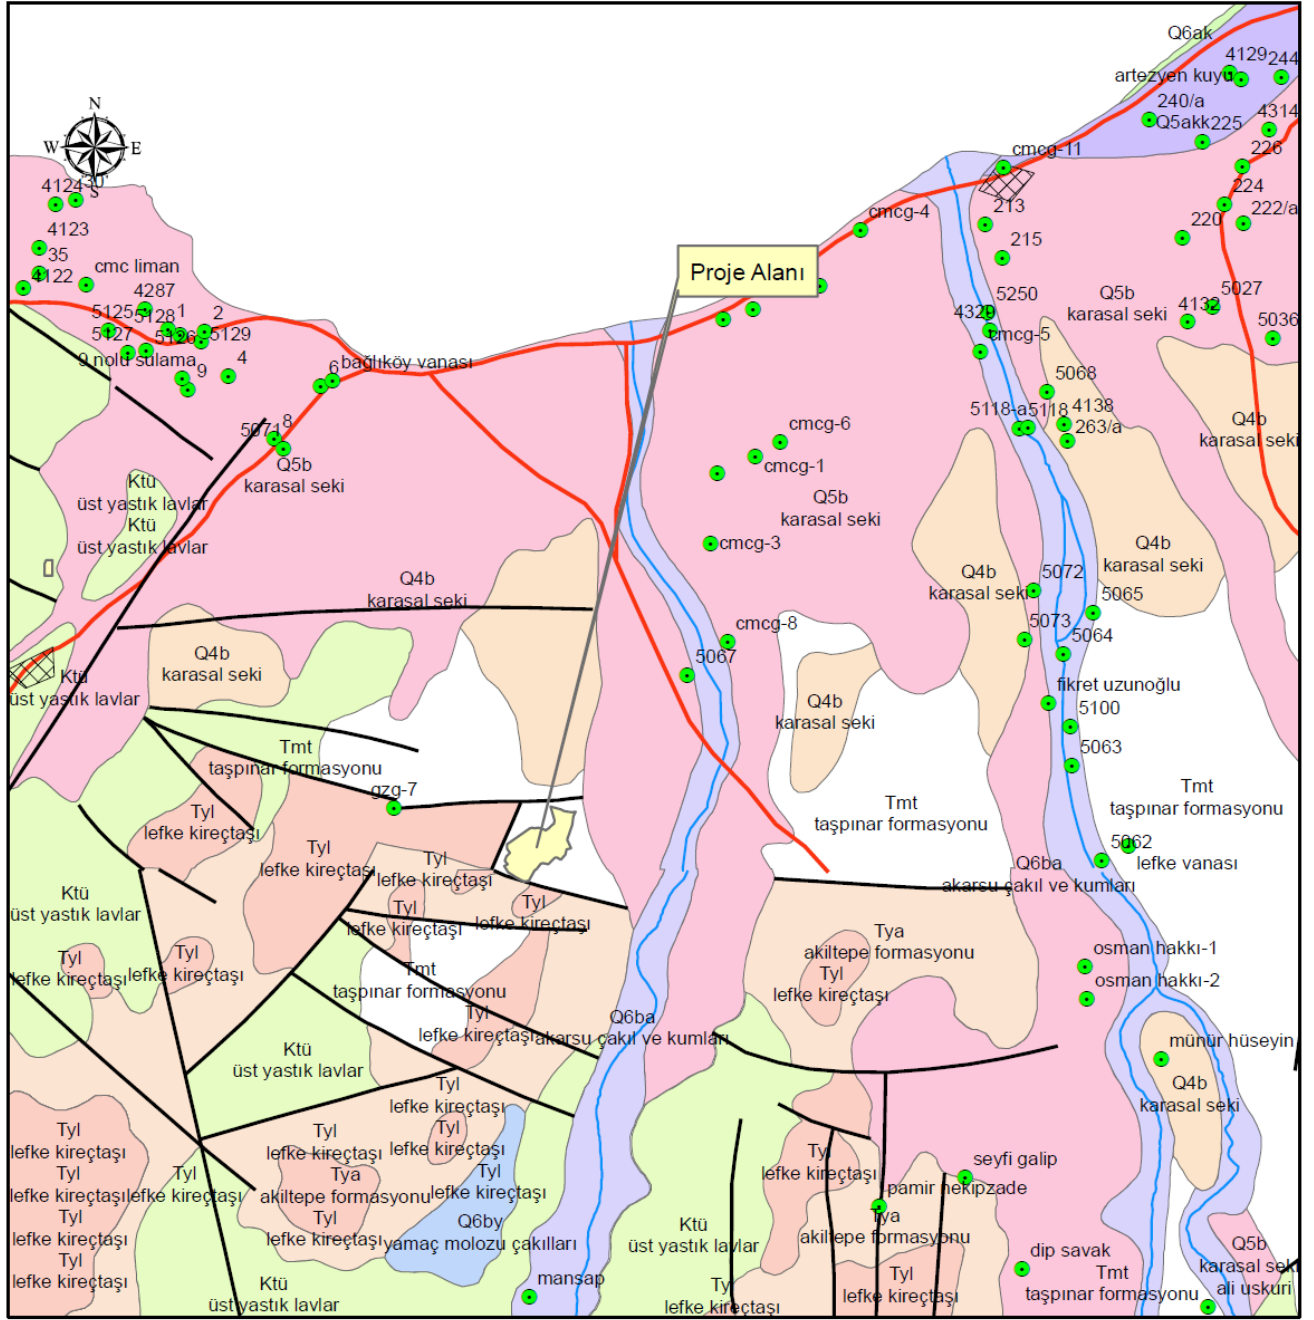 Q6ak
4129 244
artezyen kuyu
240/a
Q5akk 225
4314
226
N
W E
S
cmcg-11
4124 30
224
222/a
cmcg-4
213
220
4123
215
35
cmc liman
4122
Proje Alanı
4287
5125 5128 1 2
5127 5126 5129
9 nolu sulama
9
4
6
bağlıköy vanası
5250
4329
cmcg-5
Q5b
karasal seki
5027
4132
5036
5068
5118-a 5118 4138
263/a
Q4b
karasal seki
5071 8
cmcg-6
cmcg-1
Q5b
karasal seki
Ktü
üst yastık lavlar
Ktü
üst yastık lavlar
Q5b
karasal seki
cmcg-3
Q4b
karasal seki
Q4b
karasal seki
Q4b
karasal seki
5072
5065
5073
5064
cmcg-8
5067
Q4b
karasal seki
Ktü
üst yastık lavlar
Q4b
karasal seki
fikret uzunoğlu
5100
5063
Tmt
taşpınar formasyonu
gzg-7
Tmt
taşpınar formasyonu
Tmt
taşpınar formasyonu
Tyl
lefke kireçtaşı
Tyl
lefke kireçtaşı
Tyl
lefke kireçtaşı
5062
lefke vanası
Q6ba
akarsu çakıl ve kumları
Ktü
üst yastık lavlar
Tyl
lefke kireçtaşı
Tyl
lefke kireçtaşı
Tya
akiltepe formasyonu
Tyl
lefke kireçtaşı
Tyl
lefke kireçtaşı
Tyl
lefke kireçtaşı
osman hakkı-1
osman hakkı-2
Tmt
taşpınar formasyonu
Tyl
lefke kireçtaşı
Q6ba
akarsu çakıl ve kumları
münür hüseyin
Ktü
üst yastık lavlar
Q4b
karasal seki
Tyl
lefke kireçtaşı
Tyl
lefke kireçtaşı
Tyl
lefke kireçtaşı
Tyl
lefke kireçtaşı
Tyl
lefke kireçtaşı
seyfi galip
Tyl
lefke kireçtaşı
Tyl
lefke kireçtaşı
Tya
akiltepe formasyonu
Tyl
lefke kireçtaşı
pamir nekipzade
Tya
akiltepe formasyonu
Tyl
lefke kireçtaşı
Tyl
lefke kireçtaşı
Q6by
yamaç molozu çakılları
Ktü
üst yastık lavlar
Q5b
karasal seki
Tyl
lefke kireçtaşı
dip savak
Tmt
taşpınar formasyonu
ali uskuri
Ktü
üst yastık lavlar
mansap
Tyl
lefke kireçtaşı
Tyl
lefke kireçtaşı